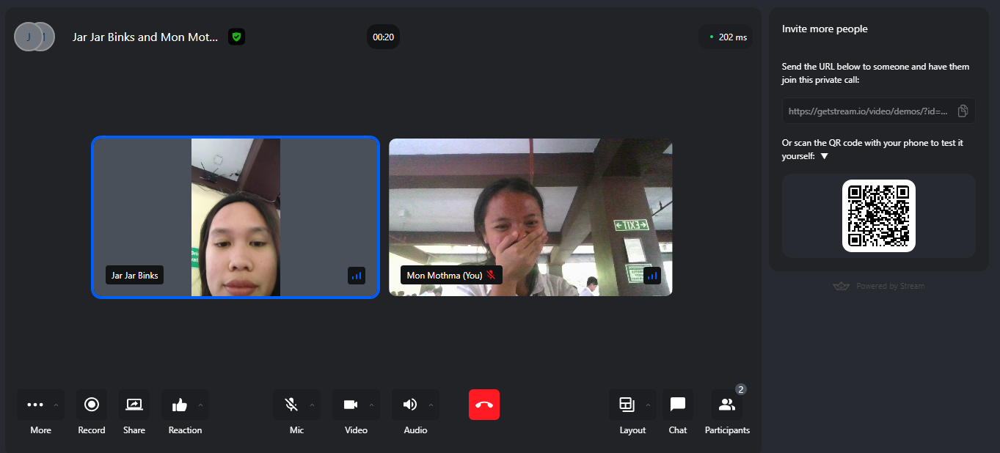 J
Jar Jar Binks and Mon Mot...
00:20
202 ms
Invite more people
Send the URL below to someone and have them
join this private call:
https://getstream.io/video/demos/?id=...
Or scan the QR code with your phone to test it
yourself: ▼
Powered by Stream
Jar Jar Binks
EXIT
Mon Mothma (You)
More
Record
Share
Reaction
Mic
Video
Audio
Layout
Chat
2
Participants